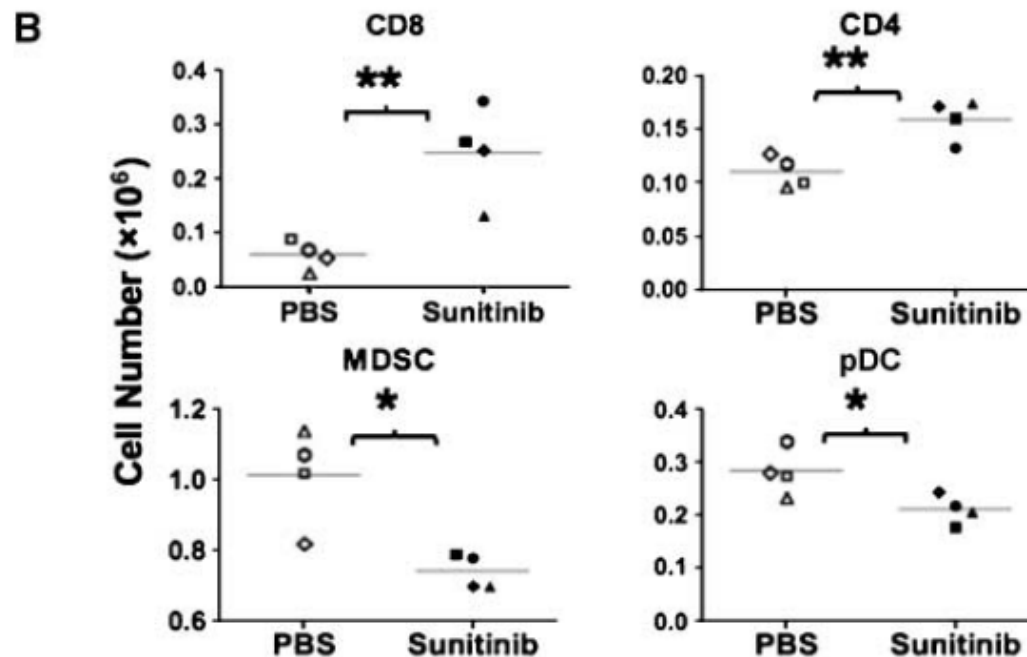 B
CD8
CD4
**
**
Cell Number (×10⁶)
0.4
0.3
0.2
0.1
0.0
PBS
Sunitinib
0.20
0.15
0.10
0.05
0.00
PBS
Sunitinib
MDSC
pDC
*
*
1.2
1.0
0.8
0.6
PBS
Sunitinib
0.4
0.3
0.2
0.1
0.0
PBS
Sunitinib